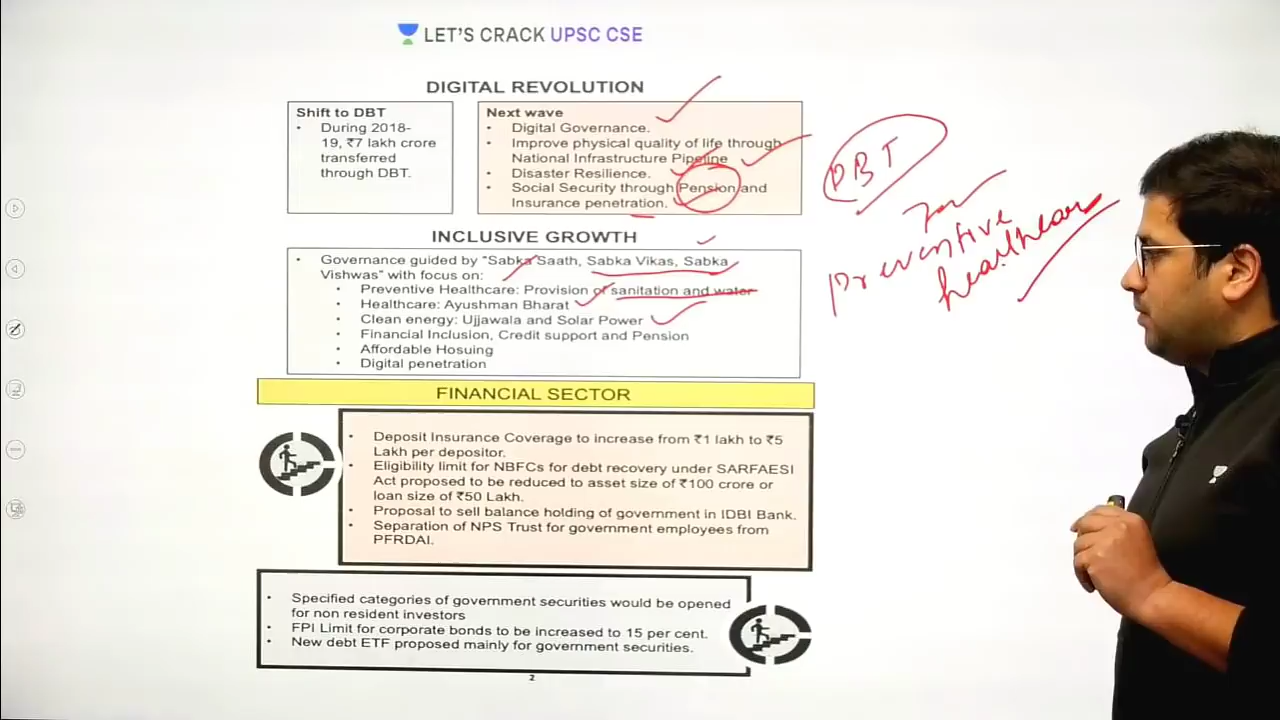 LET'S CRACK UPSC CSE
DIGITAL REVOLUTION
Shift to DBT
• During 2018-
19, ₹7 lakh crore
transferred
through DBT.
Next wave
• Digital Governance.
• Improve physical quality of life through
National Infrastructure Pipeline
• Disaster Resilience.
• Social Security through Pension and
Insurance penetration.
DBT
for
preventive
healthcare
INCLUSIVE GROWTH
• Governance guided by "Sabka Saath, Sabka Vikas, Sabka
Vishwas" with focus on:
• Preventive Healthcare: Provision of sanitation and water
• Healthcare: Ayushman Bharat
• Clean energy: Ujjawala and Solar Power
• Financial Inclusion, Credit support and Pension
• Affordable Hosuing
• Digital penetration
FINANCIAL SECTOR
• Deposit Insurance Coverage to increase from ₹1 lakh to ₹5
Lakh per depositor.
• Eligibility limit for NBFCs for debt recovery under SARFAESI
Act proposed to be reduced to asset size of ₹100 crore or
loan size of ₹50 Lakh.
• Proposal to sell balance holding of government in IDBI Bank.
• Separation of NPS Trust for government employees from
PFRDAI.
• Specified categories of government securities would be opened
for non resident investors
• FPI Limit for corporate bonds to be increased to 15 per cent.
• New debt ETF proposed mainly for government securities.
2